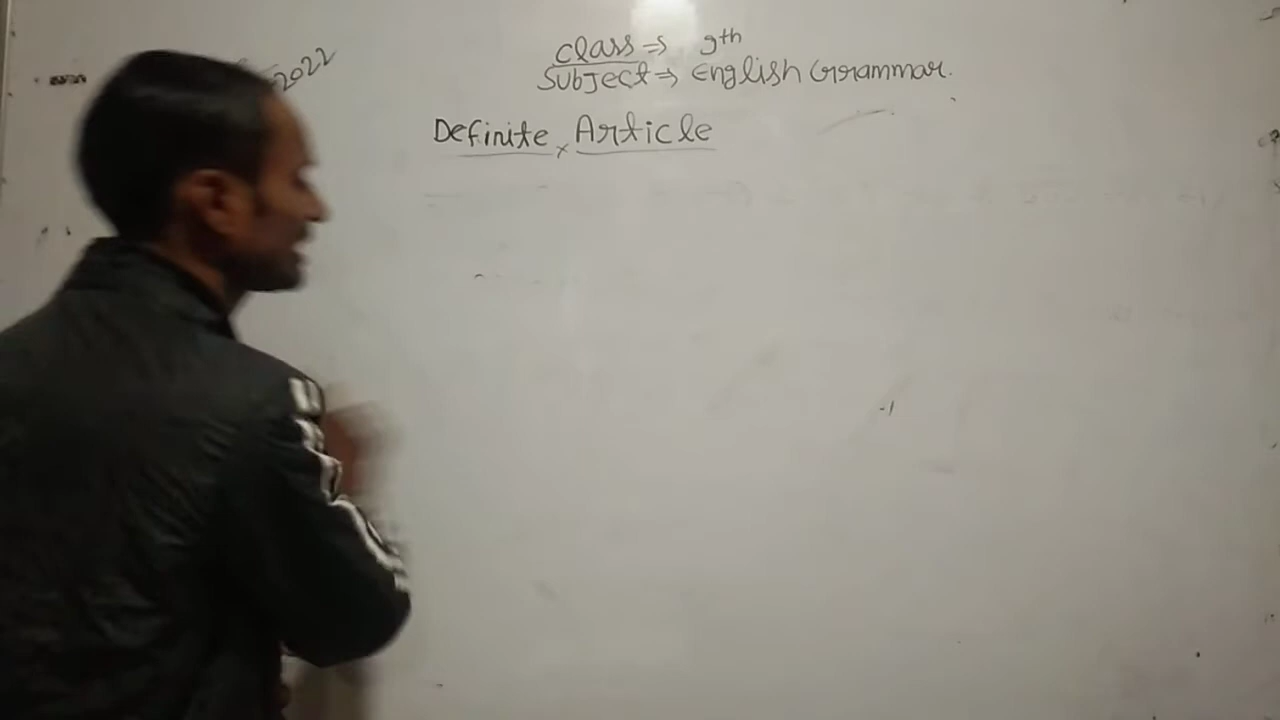 2022
Class ⇒ 9th
Subject ⇒ English Grammar.
Definite Article